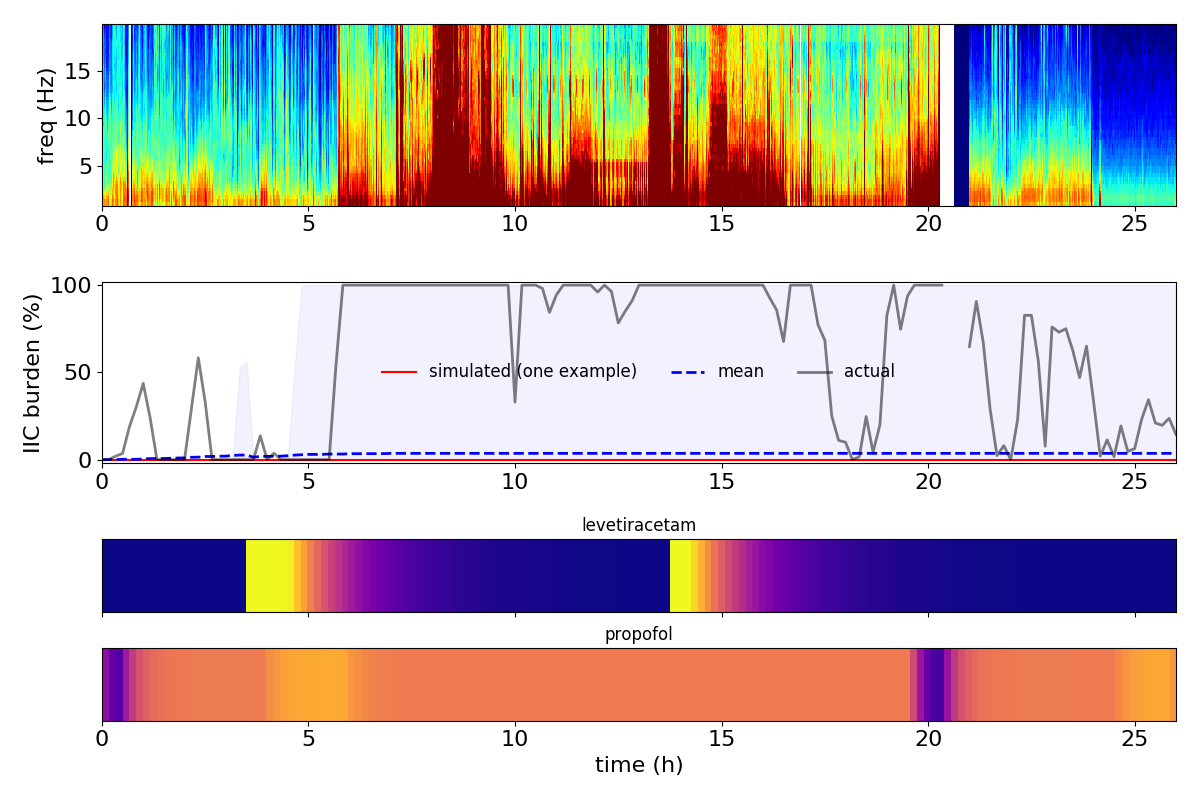 freq (Hz)
15
10
5
0 5 10 15 20 25
IIC burden (%)
100
50
0
simulated (one example) mean actual
0 5 10 15 20 25
levetiracetam
propofol
0 5 10 15 20 25
time (h)